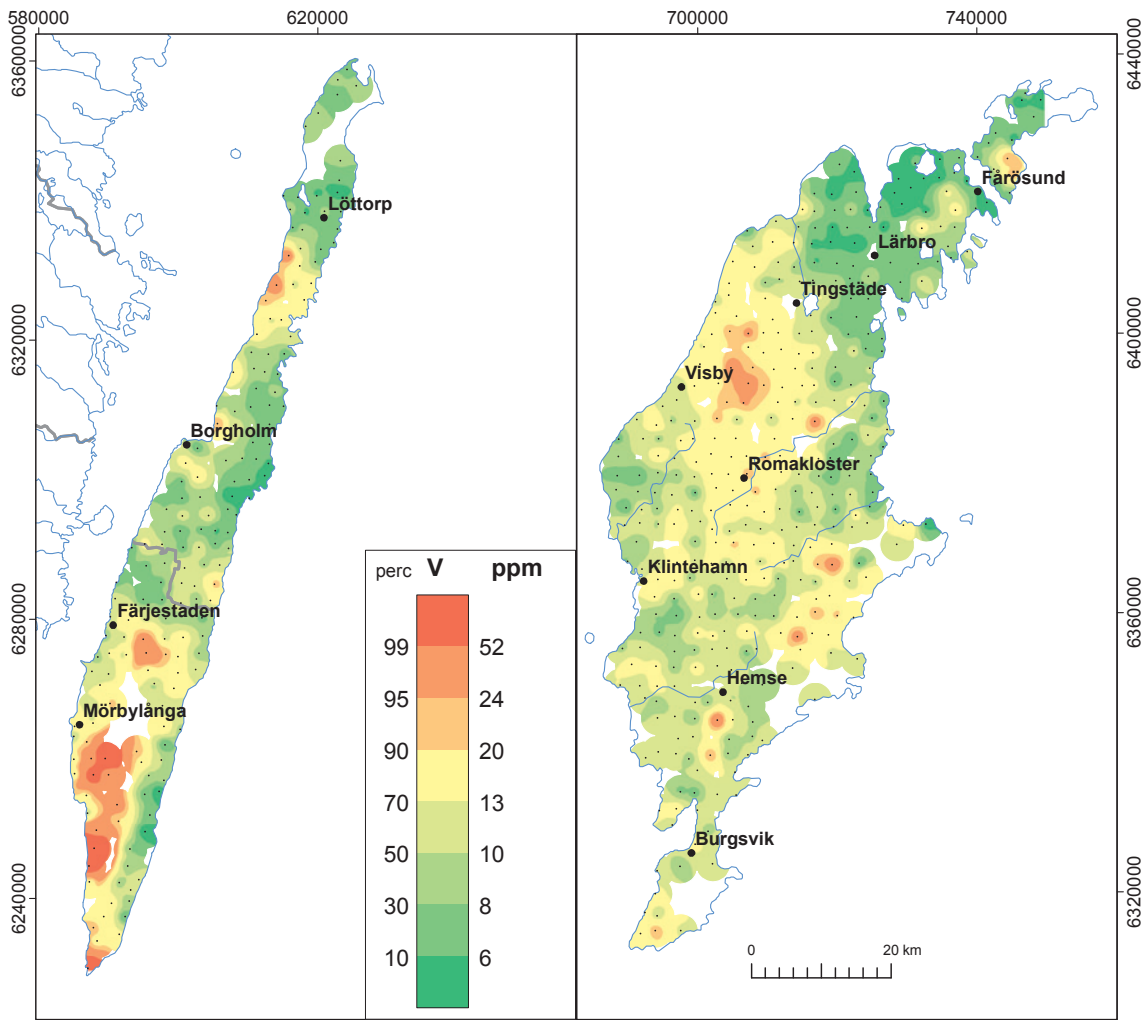 580000
620000
700000
740000
6360000
6320000
6280000
6240000
Löttorp
Borgholm
Färjestaden
Mörbylånga
perc V ppm
99 52
95 24
90 20
70 13
50 10
30 8
10 6
Fårösund
Lärbro
Tingstäde
Visby
Romakloster
Klintehamn
Hemse
Burgsvik
0 20 km
6440000
6400000
6360000
6320000